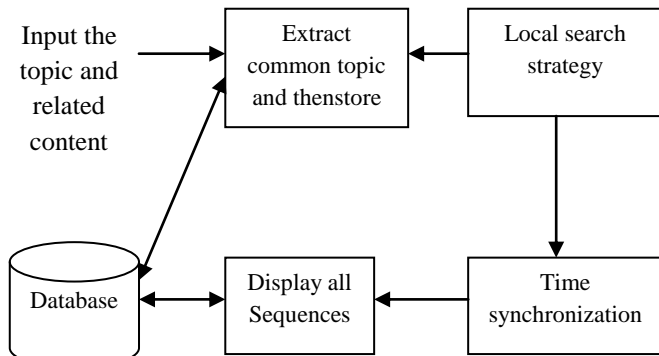 Input the
topic and
related
content
Extract
common topic
and thenstore
Local search
strategy
Database
Display all
Sequences
Time
synchronization